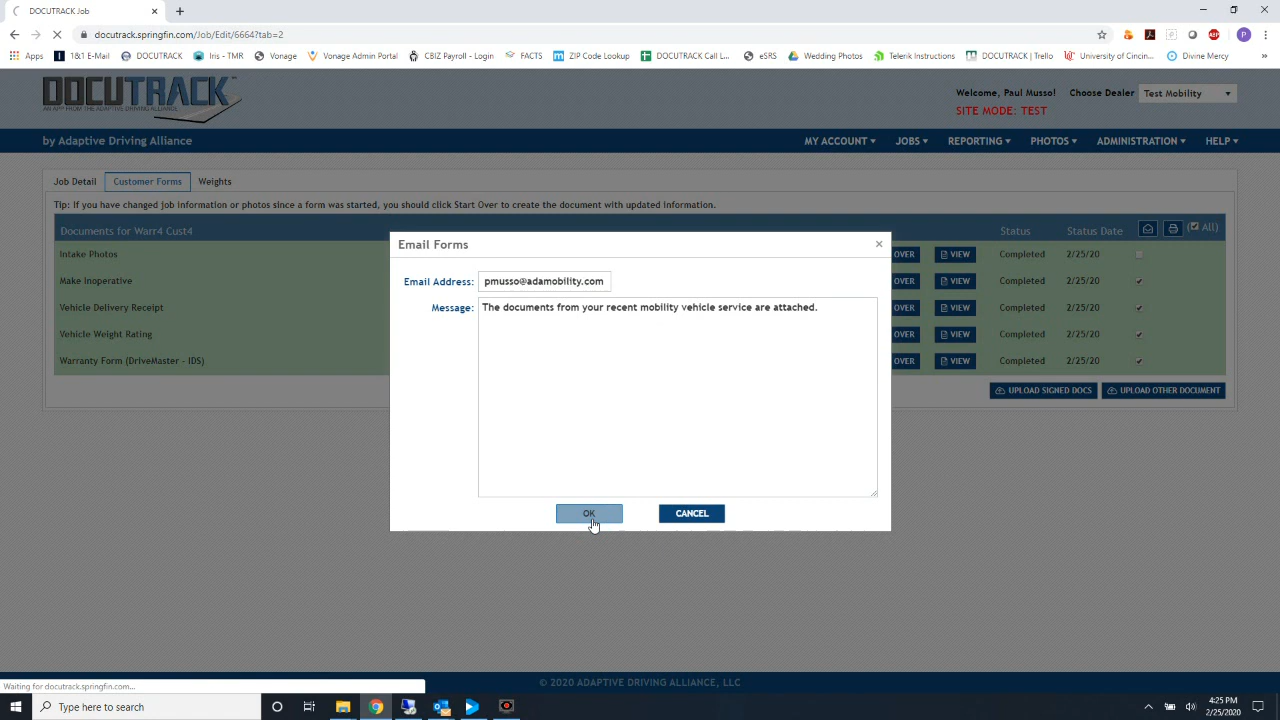 DOCUTRACK Job
docutrack.springfin.com/Job/Edit/6664?tab=2
Apps 1&1 E-Mail DOCUTRACK Iris - TMR Vonage Vonage Admin Portal CBIZ Payroll - Login FACTS ZIP Code Lookup DOCUTRACK Call L... eSRS Wedding Photos Telerik Instructions DOCUTRACK | Trello University of Cincin... Divine Mercy
DOCUTRACK
AN APP FROM THE ADAPTIVE DRIVING ALLIANCE
Welcome, Paul Musso! Choose Dealer Test Mobility
SITE MODE: TEST
by Adaptive Driving Alliance MY ACCOUNT JOBS REPORTING PHOTOS ADMINISTRATION HELP
Job Detail Customer Forms Weights
Tip: If you have changed job information or photos since a form was started, you should click Start Over to create the document with updated information.
Documents for Warr4 Cust4 Status Status Date ( All)
Intake Photos OVER VIEW Completed 2/25/20
Make Inoperative OVER VIEW Completed 2/25/20
Vehicle Delivery Receipt OVER VIEW Completed 2/25/20
Vehicle Weight Rating OVER VIEW Completed 2/25/20
Warranty Form (DriveMaster - IDS) OVER VIEW Completed 2/25/20
UPLOAD SIGNED DOCS UPLOAD OTHER DOCUMENT
Email Forms
Email Address: pmusso@adamobility.com
Message: The documents from your recent mobility vehicle service are attached.
OK CANCEL
© 2020 ADAPTIVE DRIVING ALLIANCE, LLC
Waiting for docutrack.springfin.com...
Type here to search
4:25 PM
2/25/2020